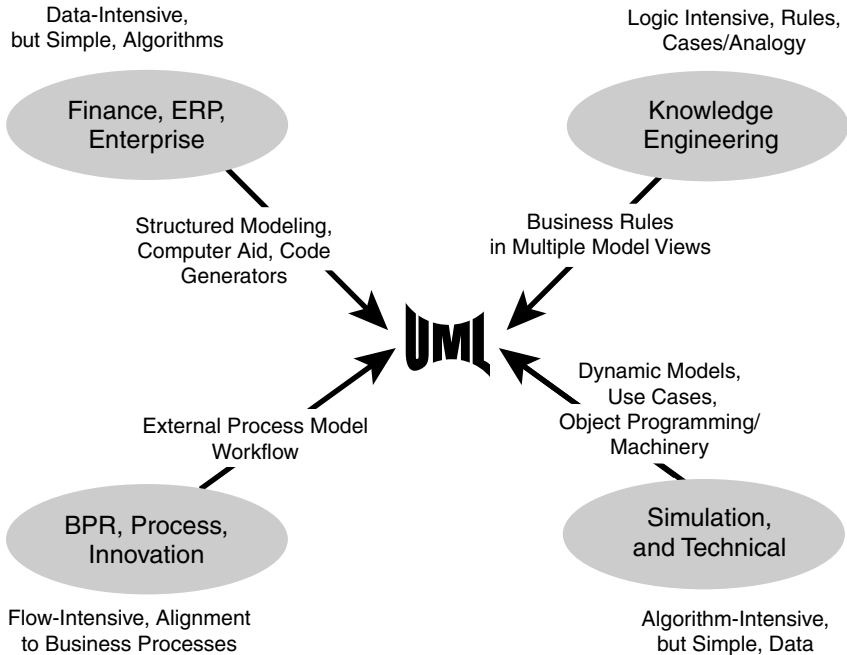 Data-Intensive,
but Simple, Algorithms
Logic Intensive, Rules,
Cases/Analogy
Finance, ERP,
Enterprise
Knowledge
Engineering
Structured Modeling,
Computer Aid, Code
Generators
Business Rules
in Multiple Model Views
UML
External Process Model
Workflow
Dynamic Models,
Use Cases,
Object Programming/
Machinery
BPR, Process,
Innovation
Simulation,
and Technical
Flow-Intensive, Alignment
to Business Processes
Algorithm-Intensive,
but Simple, Data